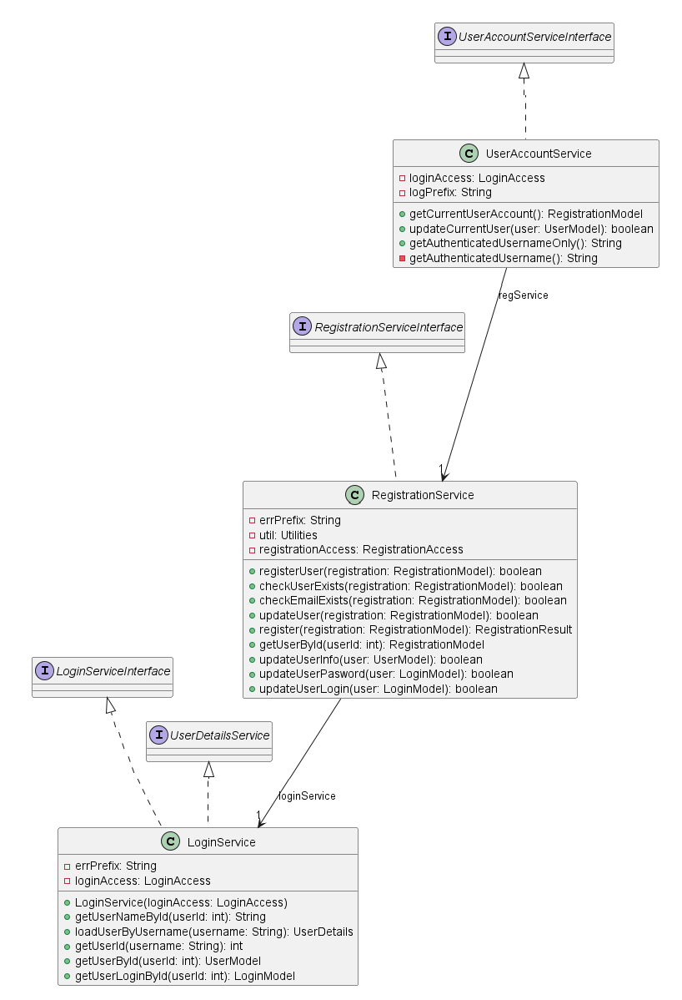 I UserAccountServiceInterface
C UserAccountService
loginAccess: LoginAccess
logPrefix: String
getCurrentUserAccount(): RegistrationModel
updateCurrentUser(user: UserModel): boolean
getAuthenticatedUsernameOnly(): String
getAuthenticatedUsername(): String
regService
I RegistrationServiceInterface
1
C RegistrationService
errPrefix: String
util: Utilities
registrationAccess: RegistrationAccess
registerUser(registration: RegistrationModel): boolean
checkUserExists(registration: RegistrationModel): boolean
checkEmailExists(registration: RegistrationModel): boolean
updateUser(registration: RegistrationModel): boolean
register(registration: RegistrationModel): RegistrationResult
getUserById(userId: int): RegistrationModel
updateUserInfo(user: UserModel): boolean
updateUserPasword(user: LoginModel): boolean
updateUserLogin(user: LoginModel): boolean
I LoginServiceInterface
I UserDetailsService
loginService
1
C LoginService
errPrefix: String
loginAccess: LoginAccess
LoginService(loginAccess: LoginAccess)
getUserNameById(userId: int): String
loadUserByUsername(username: String): UserDetails
getUserId(username: String): int
getUserById(userId: int): UserModel
getUserLoginById(userId: int): LoginModel